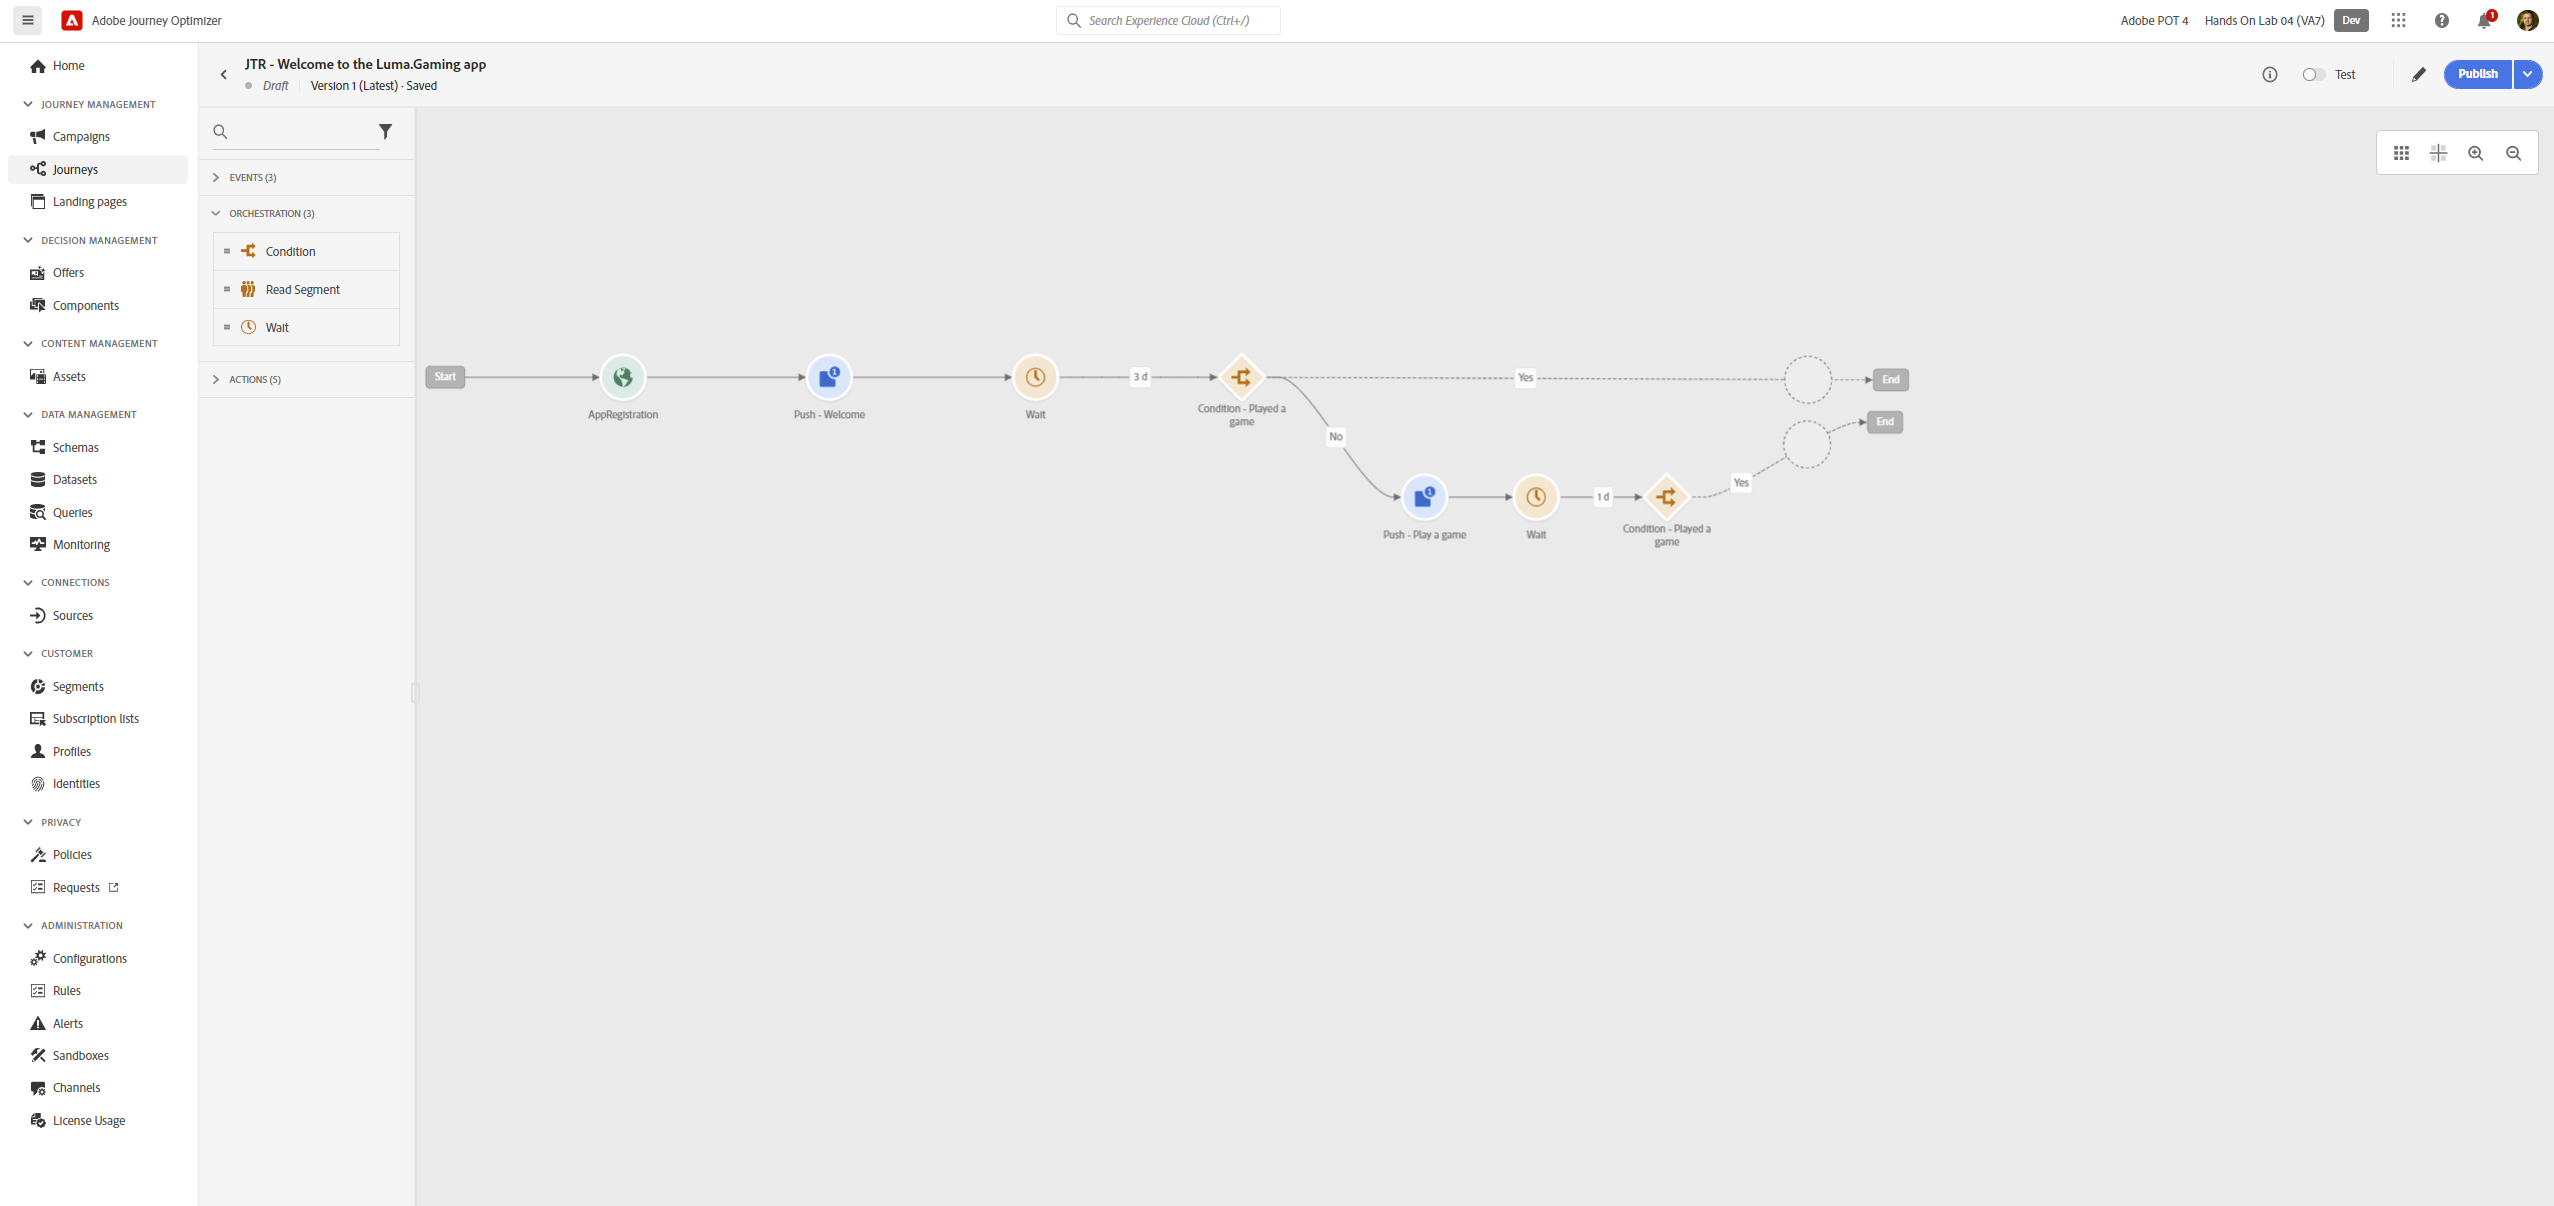 Adobe Journey Optimizer
Search Experience Cloud (Ctrl+/)
Adobe POT 4
Hands On Lab 04 (VA7)
Dev
1
Home
JOURNEY MANAGEMENT
Campaigns
Journeys
Landing pages
DECISION MANAGEMENT
Offers
Components
CONTENT MANAGEMENT
Assets
DATA MANAGEMENT
Schemas
Datasets
Queries
Monitoring
CONNECTIONS
Sources
CUSTOMER
Segments
Subscription lists
Profiles
Identities
PRIVACY
Policies
Requests
ADMINISTRATION
Configurations
Rules
Alerts
Sandboxes
Channels
License Usage
JTR - Welcome to the Luma.Gaming app
Draft
Version 1 (Latest) · Saved
Test
Publish
EVENTS (3)
ORCHESTRATION (3)
Condition
Read Segment
Wait
ACTIONS (5)
Start
AppRegistration
1
Push - Welcome
Wait
3 d
Condition - Played a
game
Yes
End
No
1
Push - Play a game
Wait
1 d
Condition - Played a
game
Yes
End